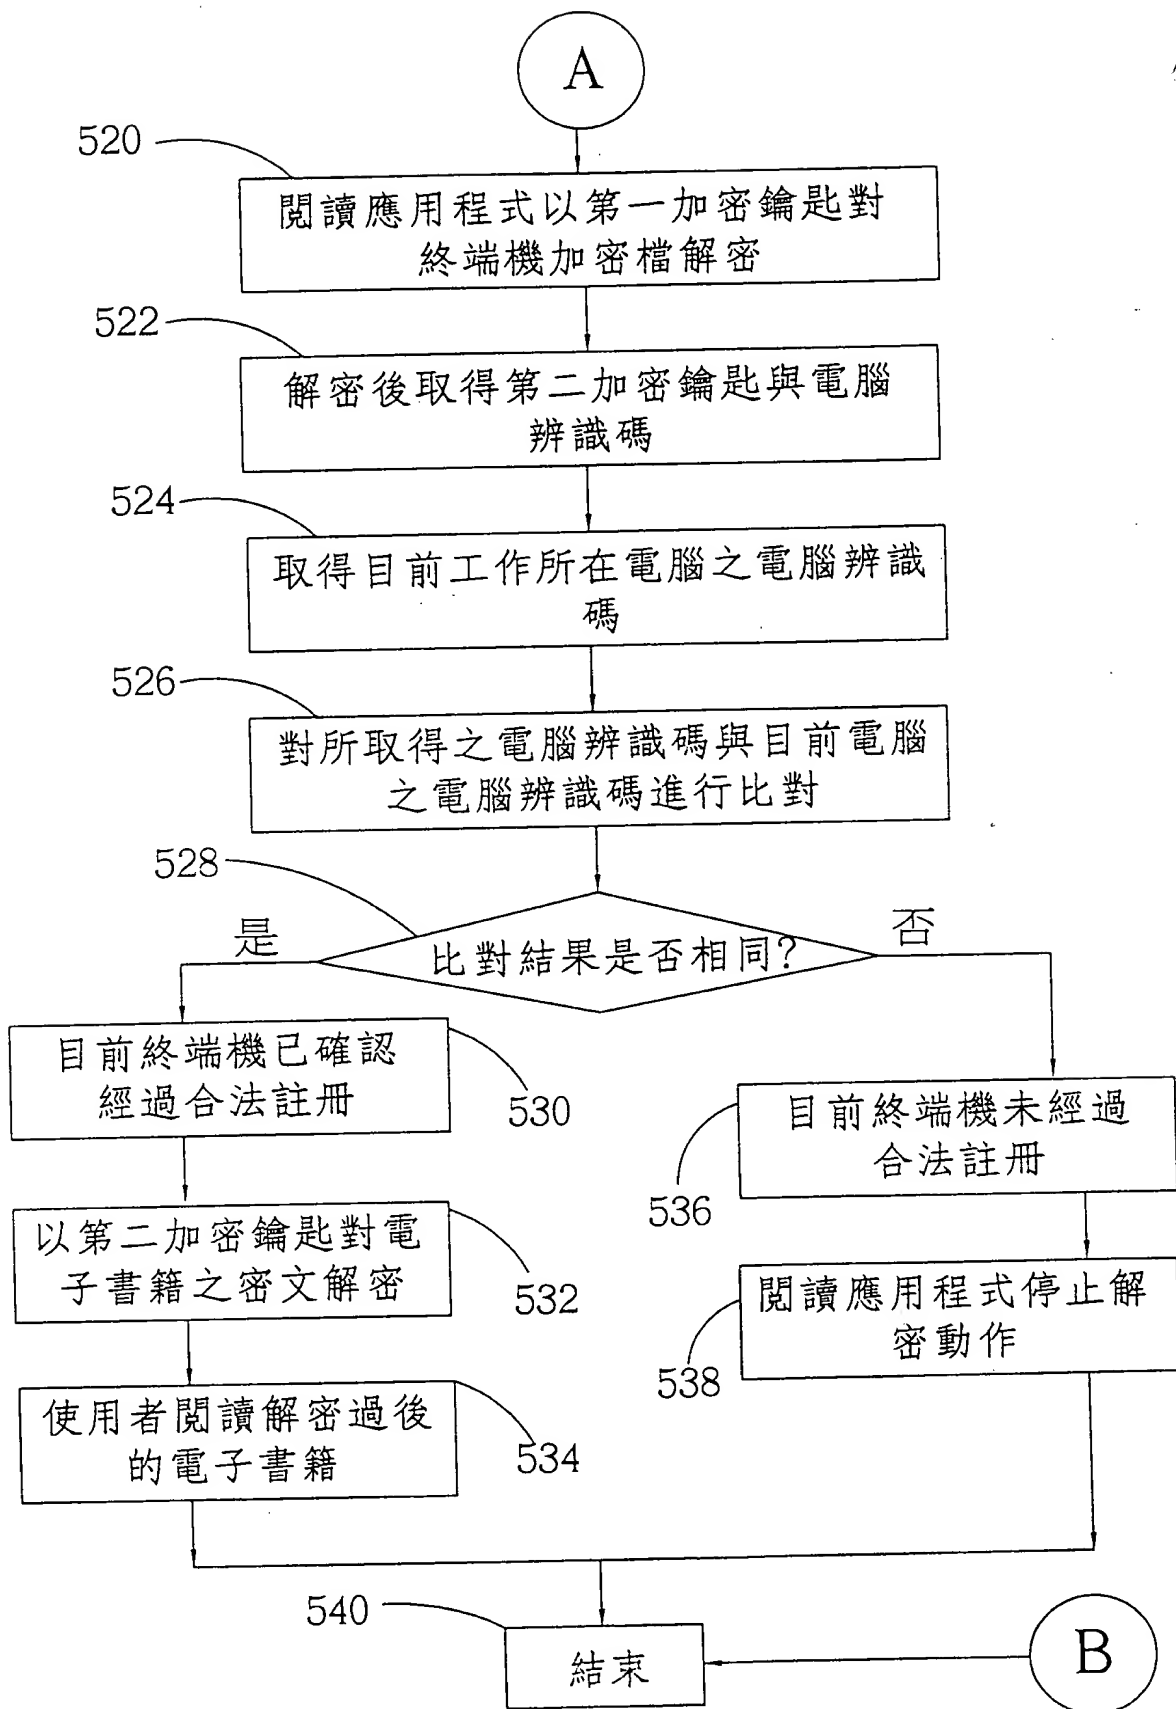 A
520
閱讀應用程式以第一加密鑰匙對
終端機加密檔解密
522
解密後取得第二加密鑰匙與電腦
辨識碼
524
取得目前工作所在電腦之電腦辨識
碼
526
對所取得之電腦辨識碼與目前電腦
之電腦辨識碼進行比對
528
是
否
比對結果是否相同?
目前終端機已確認
經過合法註冊
530
目前終端機未經過
合法註冊
536
以第二加密鑰匙對電
子書籍之密文解密
532
閱讀應用程式停止解
密動作
538
使用者閱讀解密過後
的電子書籍
534
540
結束
B